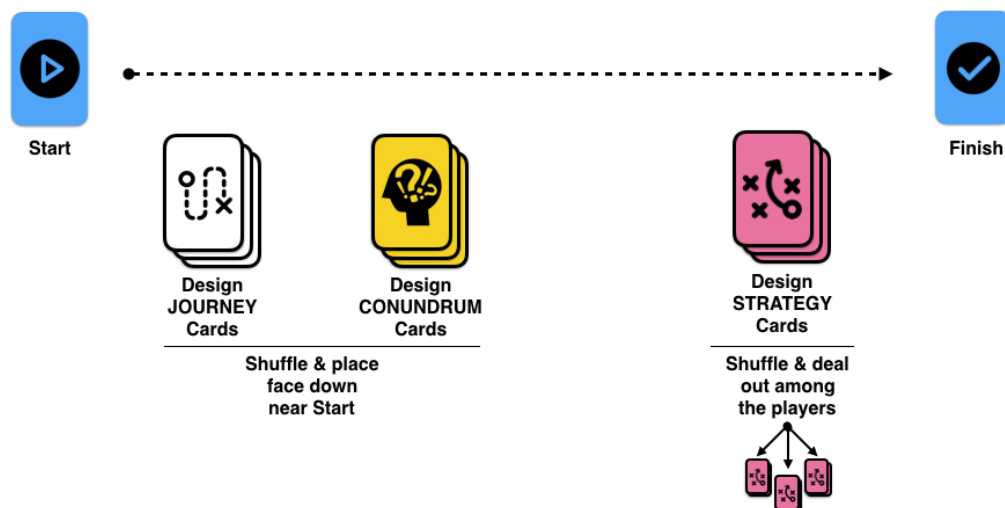 Start
Finish
Design
JOURNEY
Cards
Design
CONUNDRUM
Cards
Design
STRATEGY
Cards
Shuffle & place
face down
near Start
Shuffle & deal
out among
the players